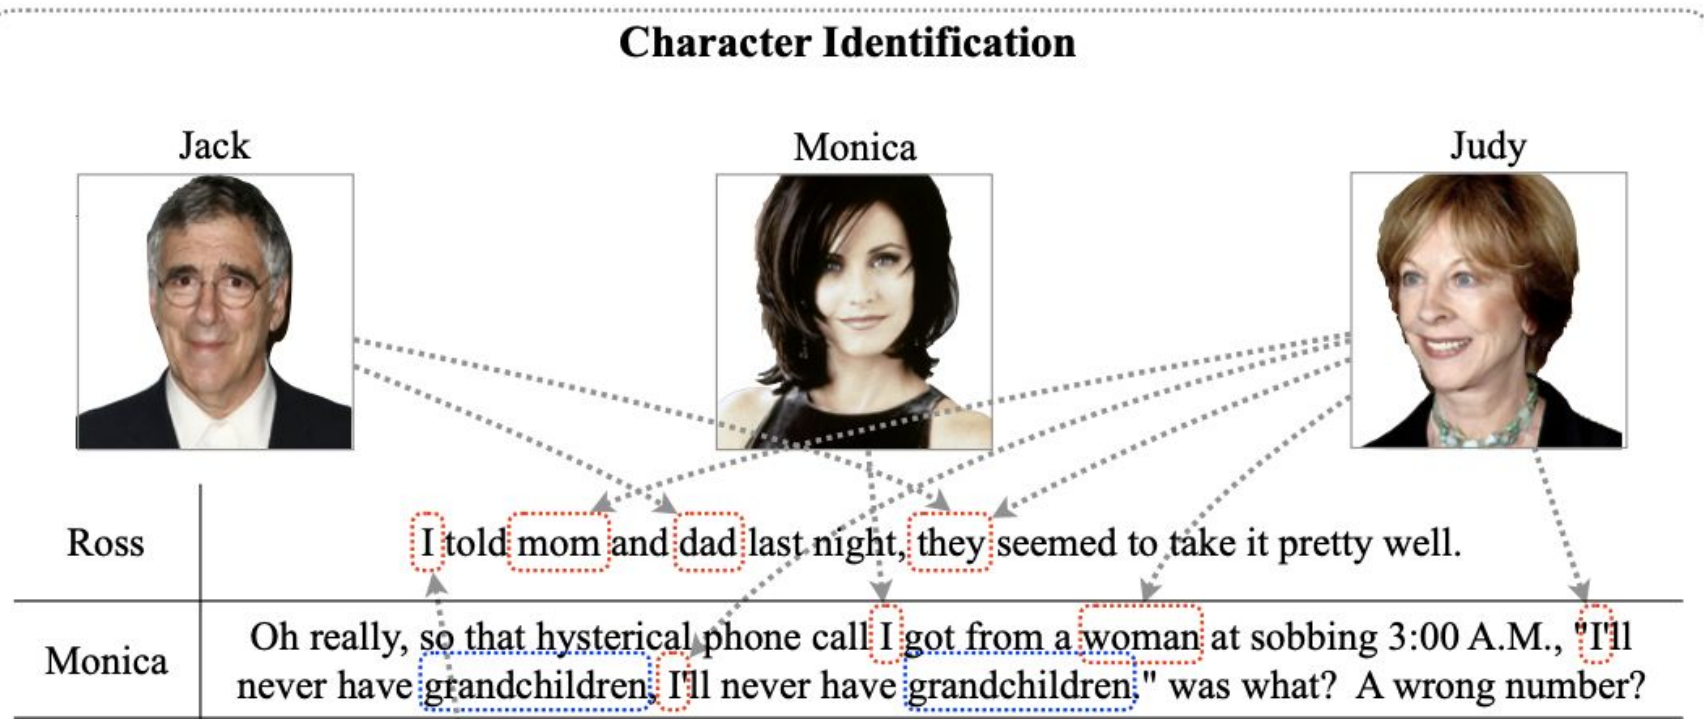 Character Identification
Jack
Monica
Judy
Ross
I told mom and dad last night, they seemed to take it pretty well.
Monica
Oh really, so that hysterical phone call I got from a woman at sobbing 3:00 A.M., "I'll
never have grandchildren, I'll never have grandchildren." was what? A wrong number?